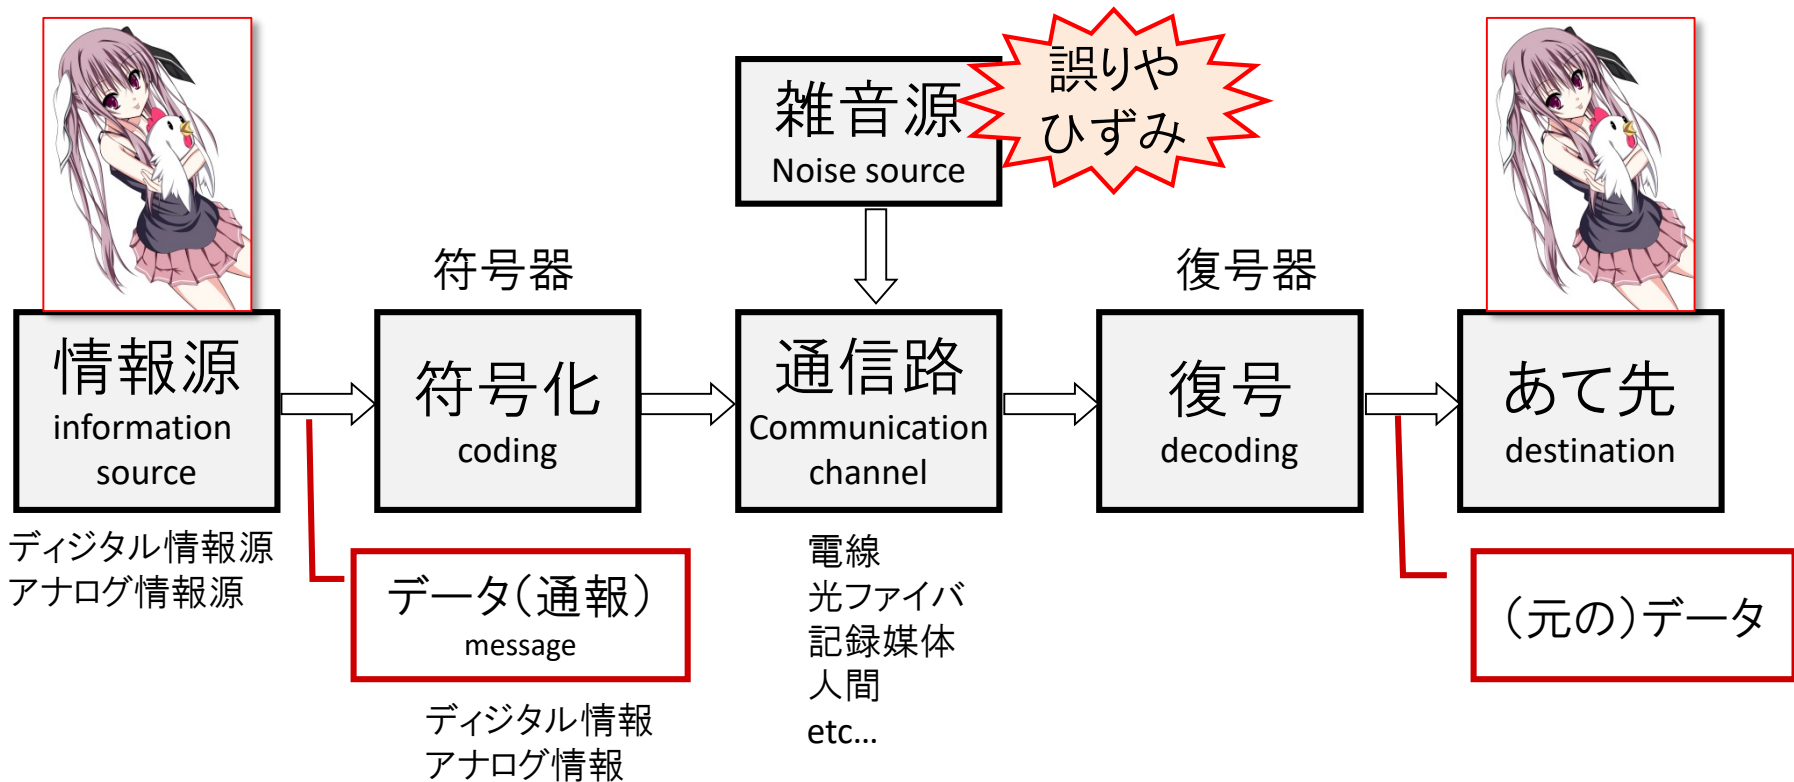 雑音源
Noise source
誤りや
ひずみ
符号器
復号器
情報源
information
source
符号化
coding
通信路
Communication
channel
復号
decoding
あて先
destination
ディジタル情報源
アナログ情報源
データ(通報)
message
ディジタル情報
アナログ情報
電線
光ファイバ
記録媒体
人間
etc...
(元の)データ